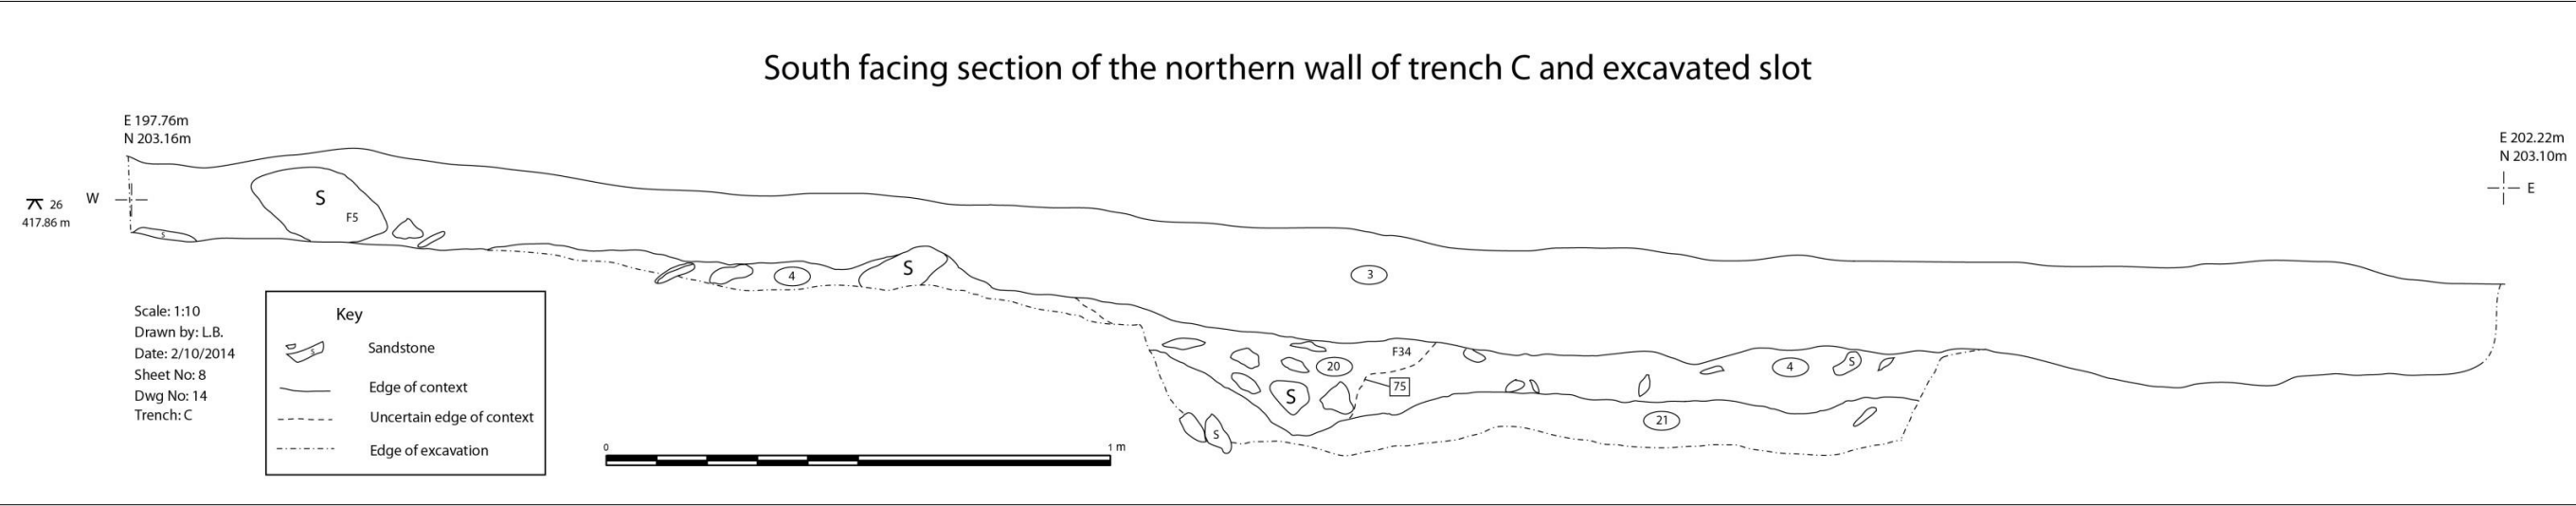 South facing section of the northern wall of trench C and excavated slot
E 197.76m
N 203.16m
E 202.22m
N 203.10m
26
417.86 m
W
E
S
F5
S
4
S
3
Scale: 1:10
Drawn by: L.B.
Date: 2/10/2014
Sheet No: 8
Dwg No: 14
Trench: C
Key
S
Sandstone
Edge of context
Uncertain edge of context
Edge of excavation
0
1 m
F34
20
75
S
S
4
S
21